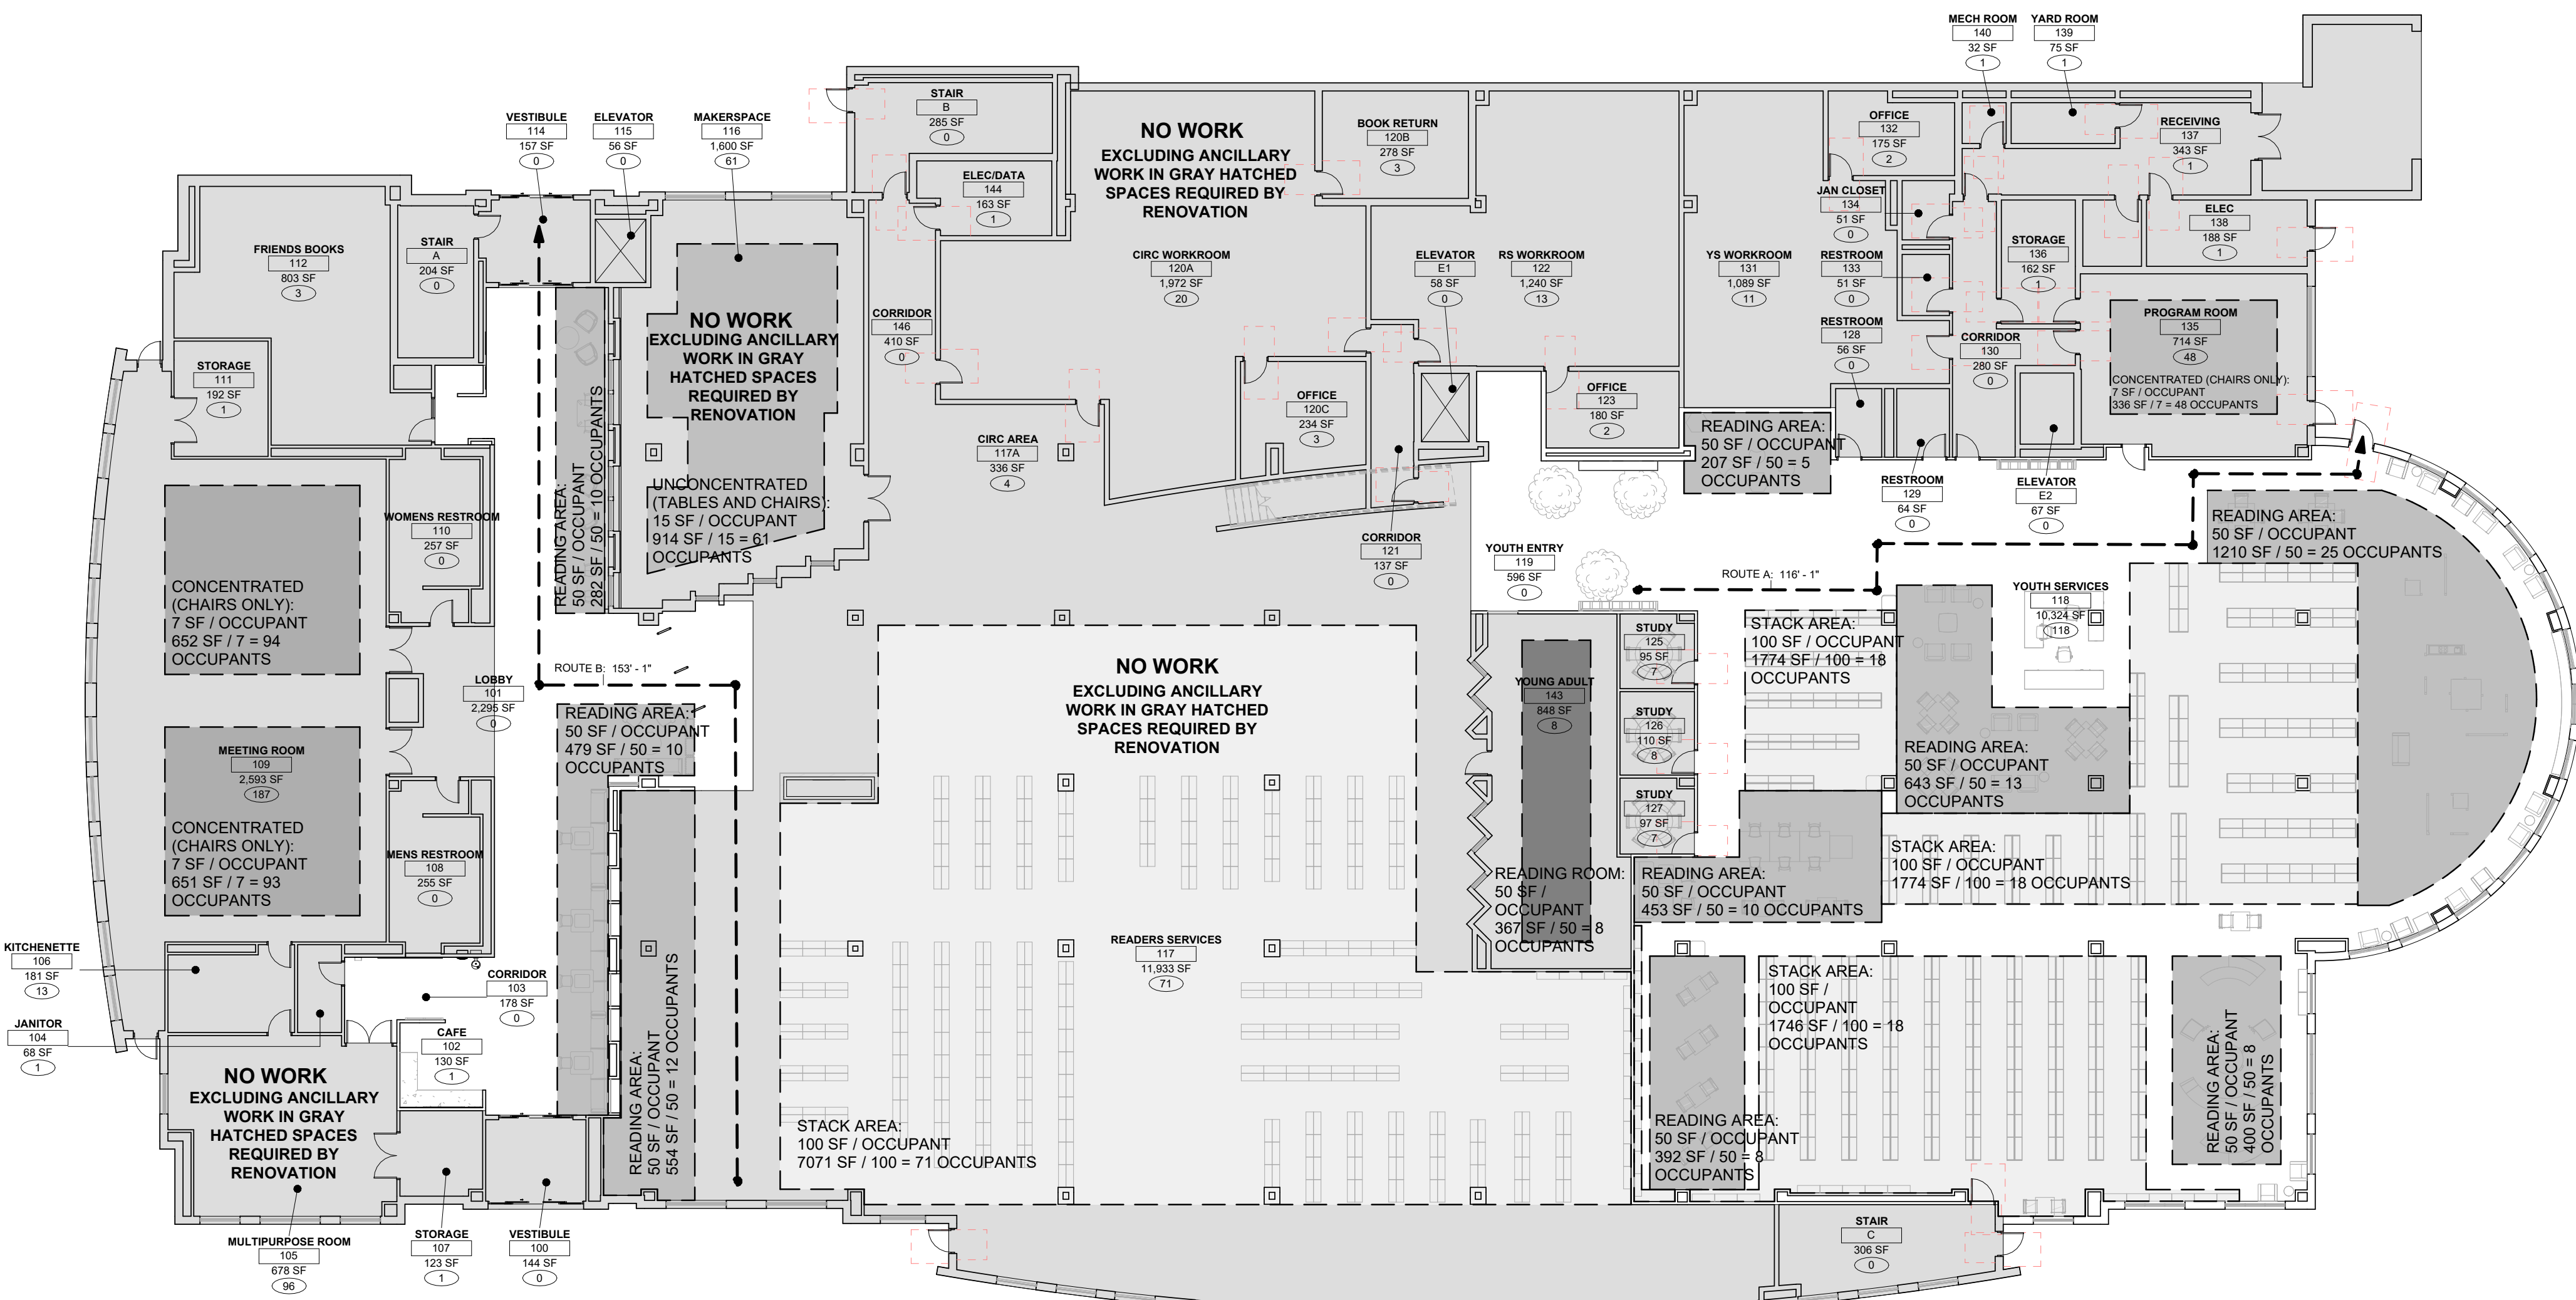 MECH ROOM
140
32 SF
1
YARD ROOM
139
75 SF
1
VESTIBULE
114
157 SF
0
ELEVATOR
115
56 SF
0
MAKERSPACE
116
1,600 SF
61
STAIR
B
285 SF
0
ELEC/DATA
144
163 SF
1
NO WORK
EXCLUDING ANCILLARY
WORK IN GRAY HATCHED
SPACES REQUIRED BY
RENOVATION
BOOK RETURN
120B
278 SF
3
OFFICE
132
175 SF
2
RECEIVING
137
343 SF
1
JAN CLOSET
134
51 SF
0
ELEC
138
188 SF
1
FRIENDS BOOKS
112
803 SF
3
STAIR
A
204 SF
0
CIRC WORKROOM
120A
1,972 SF
20
ELEVATOR
E1
58 SF
0
RS WORKROOM
122
1,240 SF
13
YS WORKROOM
131
1,089 SF
11
RESTROOM
133
51 SF
0
STORAGE
136
162 SF
1
NO WORK
EXCLUDING ANCILLARY
WORK IN GRAY
HATCHED SPACES
REQUIRED BY
RENOVATION
CORRIDOR
146
410 SF
0
RESTROOM
128
56 SF
0
CORRIDOR
130
280 SF
0
PROGRAM ROOM
135
714 SF
48
CONCENTRATED (CHAIRS ONLY):
7 SF / OCCUPANT
336 SF / 7 = 48 OCCUPANTS
STORAGE
111
192 SF
1
READING AREA:
50 SF / OCCUPANT
282 SF / 50 = 10 OCCUPANTS
OFFICE
120C
234 SF
3
OFFICE
123
180 SF
2
READING AREA:
50 SF / OCCUPANT
207 SF / 50 = 5
OCCUPANTS
CIRC AREA
117A
336 SF
4
UNCONCENTRATED
(TABLES AND CHAIRS):
15 SF / OCCUPANT
914 SF / 15 = 61
OCCUPANTS
RESTROOM
129
64 SF
0
ELEVATOR
E2
67 SF
0
WOMENS RESTROOM
110
257 SF
0
READING AREA:
50 SF / OCCUPANT
1210 SF / 50 = 25 OCCUPANTS
CORRIDOR
121
137 SF
0
YOUTH ENTRY
119
596 SF
0
ROUTE A: 116' - 1"
YOUTH SERVICES
118
10,324 SF
118
CONCENTRATED
(CHAIRS ONLY):
7 SF / OCCUPANT
652 SF / 7 = 94
OCCUPANTS
STUDY
125
95 SF
7
STACK AREA:
100 SF / OCCUPANT
1774 SF / 100 = 18
OCCUPANTS
ROUTE B: 153' - 1"
NO WORK
EXCLUDING ANCILLARY
WORK IN GRAY HATCHED
SPACES REQUIRED BY
RENOVATION
YOUNG ADULT
143
848 SF
8
LOBBY
101
2,295 SF
0
READING AREA:
50 SF / OCCUPANT
479 SF / 50 = 10
OCCUPANTS
STUDY
126
110 SF
8
MEETING ROOM
109
2,593 SF
187
READING AREA:
50 SF / OCCUPANT
643 SF / 50 = 13
OCCUPANTS
STUDY
127
97 SF
7
CONCENTRATED
(CHAIRS ONLY):
7 SF / OCCUPANT
651 SF / 7 = 93
OCCUPANTS
MENS RESTROOM
108
255 SF
0
READING ROOM:
50 SF /
OCCUPANT
367 SF / 50 = 8
OCCUPANTS
READING AREA:
50 SF / OCCUPANT
453 SF / 50 = 10 OCCUPANTS
STACK AREA:
100 SF / OCCUPANT
1774 SF / 100 = 18 OCCUPANTS
READERS SERVICES
117
11,933 SF
71
KITCHENETTE
106
181 SF
13
CORRIDOR
103
178 SF
0
STACK AREA:
100 SF /
OCCUPANT
1746 SF / 100 = 18
OCCUPANTS
JANITOR
104
68 SF
1
CAFE
102
130 SF
1
READING AREA:
50 SF / OCCUPANT
554 SF / 50 = 12 OCCUPANTS
READING AREA:
50 SF / OCCUPANT
400 SF / 50 = 8
OCCUPANTS
NO WORK
EXCLUDING ANCILLARY
WORK IN GRAY
HATCHED SPACES
REQUIRED BY
RENOVATION
STACK AREA:
100 SF / OCCUPANT
7071 SF / 100 = 71 OCCUPANTS
READING AREA:
50 SF / OCCUPANT
392 SF / 50 = 8
OCCUPANTS
MULTIPURPOSE ROOM
105
678 SF
96
STORAGE
107
123 SF
1
VESTIBULE
100
144 SF
0
STAIR
C
306 SF
0